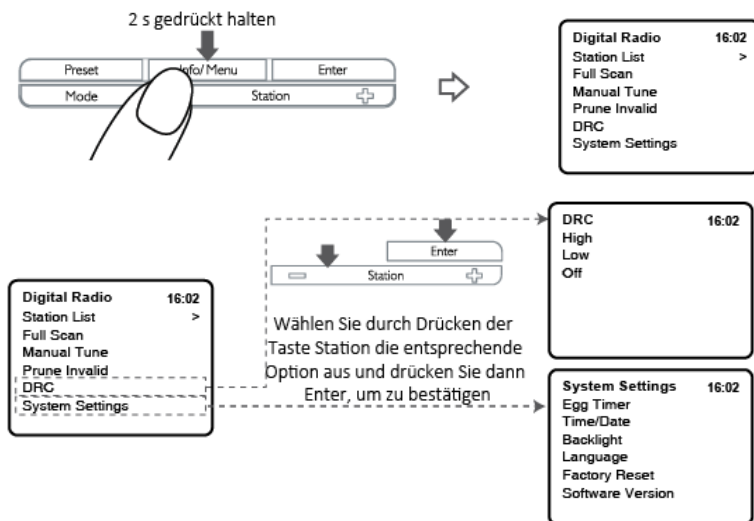 2 s gedrückt halten
Preset Info/Menu Enter
Mode Station
Digital Radio 16:02
Station List >
Full Scan
Manual Tune
Prune Invalid
DRC
System Settings
Digital Radio 16:02
Station List >
Full Scan
Manual Tune
Prune Invalid
DRC
System Settings
Enter
Station
Wählen Sie durch Drücken der
Taste Station die entsprechende
Option aus und drücken Sie dann
Enter, um zu bestätigen
DRC 16:02
High
Low
Off
System Settings 16:02
Egg Timer
Time/Date
Backlight
Language
Factory Reset
Software Version